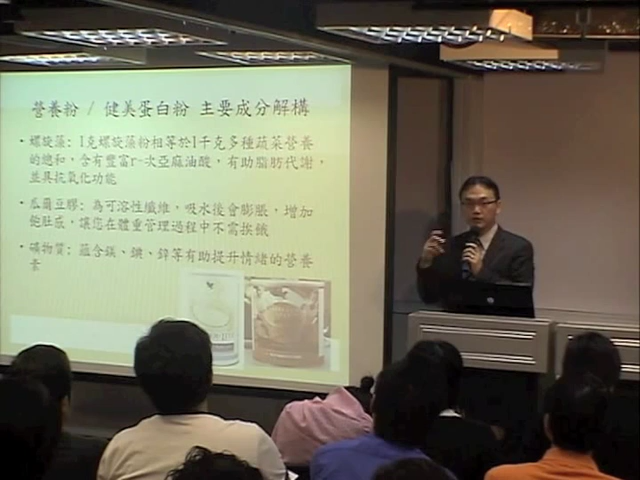 營養粉 / 健美蛋白粉 主要成分解構
• 螺旋藻: 1克螺旋藻粉相等於1千克多種蔬菜營養
的總和，含有豐富r-次亞麻油酸，有助脂肪代謝，
並具抗氧化功能
• 瓜爾豆膠: 為可溶性纖維，吸水後會膨脹，增加
飽肚感，讓您在體重管理過程中不需挨餓
• 礦物質: 蘊含鎂、碘、鋅等有助提升情緒的營養
素